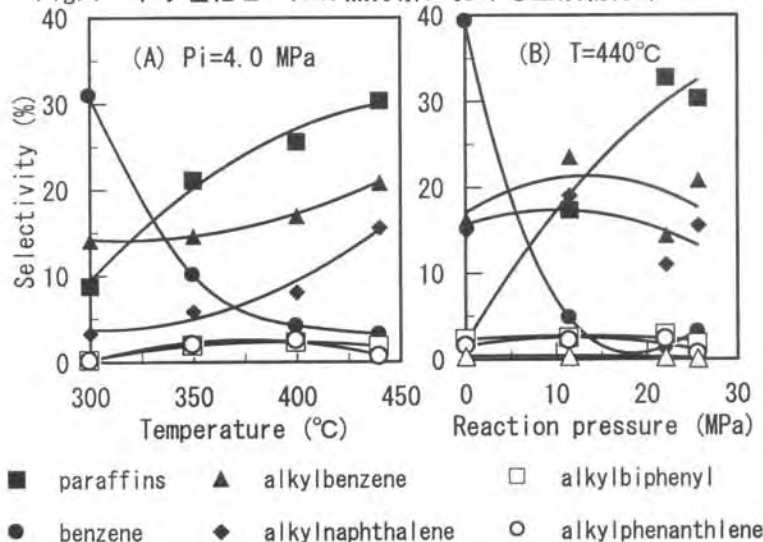 40
30
20
10
0
Selectivity (%)
(A) Pi=4.0 MPa
300 350 400 450
Temperature (℃)
40
30
20
10
0
(B) T=440℃
0 10 20 30
Reaction pressure (MPa)
■ paraffins ▲ alkylbenzene □ alkylbiphenyl
● benzene ◆ alkylnaphthalene ○ alkylphenanthlene